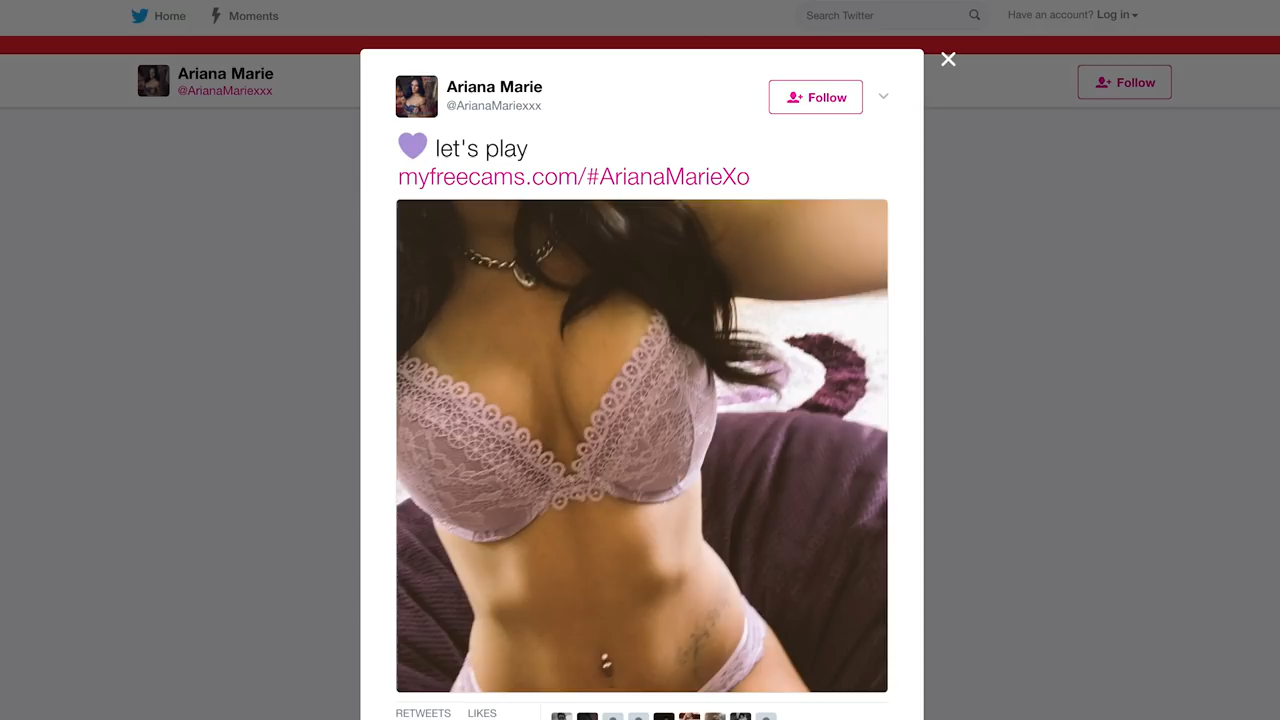 Home Moments Search Twitter Have an account? Log in
Ariana Marie
@ArianaMariexxx
Follow
Ariana Marie
@ArianaMariexxx
Follow
💜 let's play
myfreecams.com/#ArianaMarieXo
RETWEETS LIKES